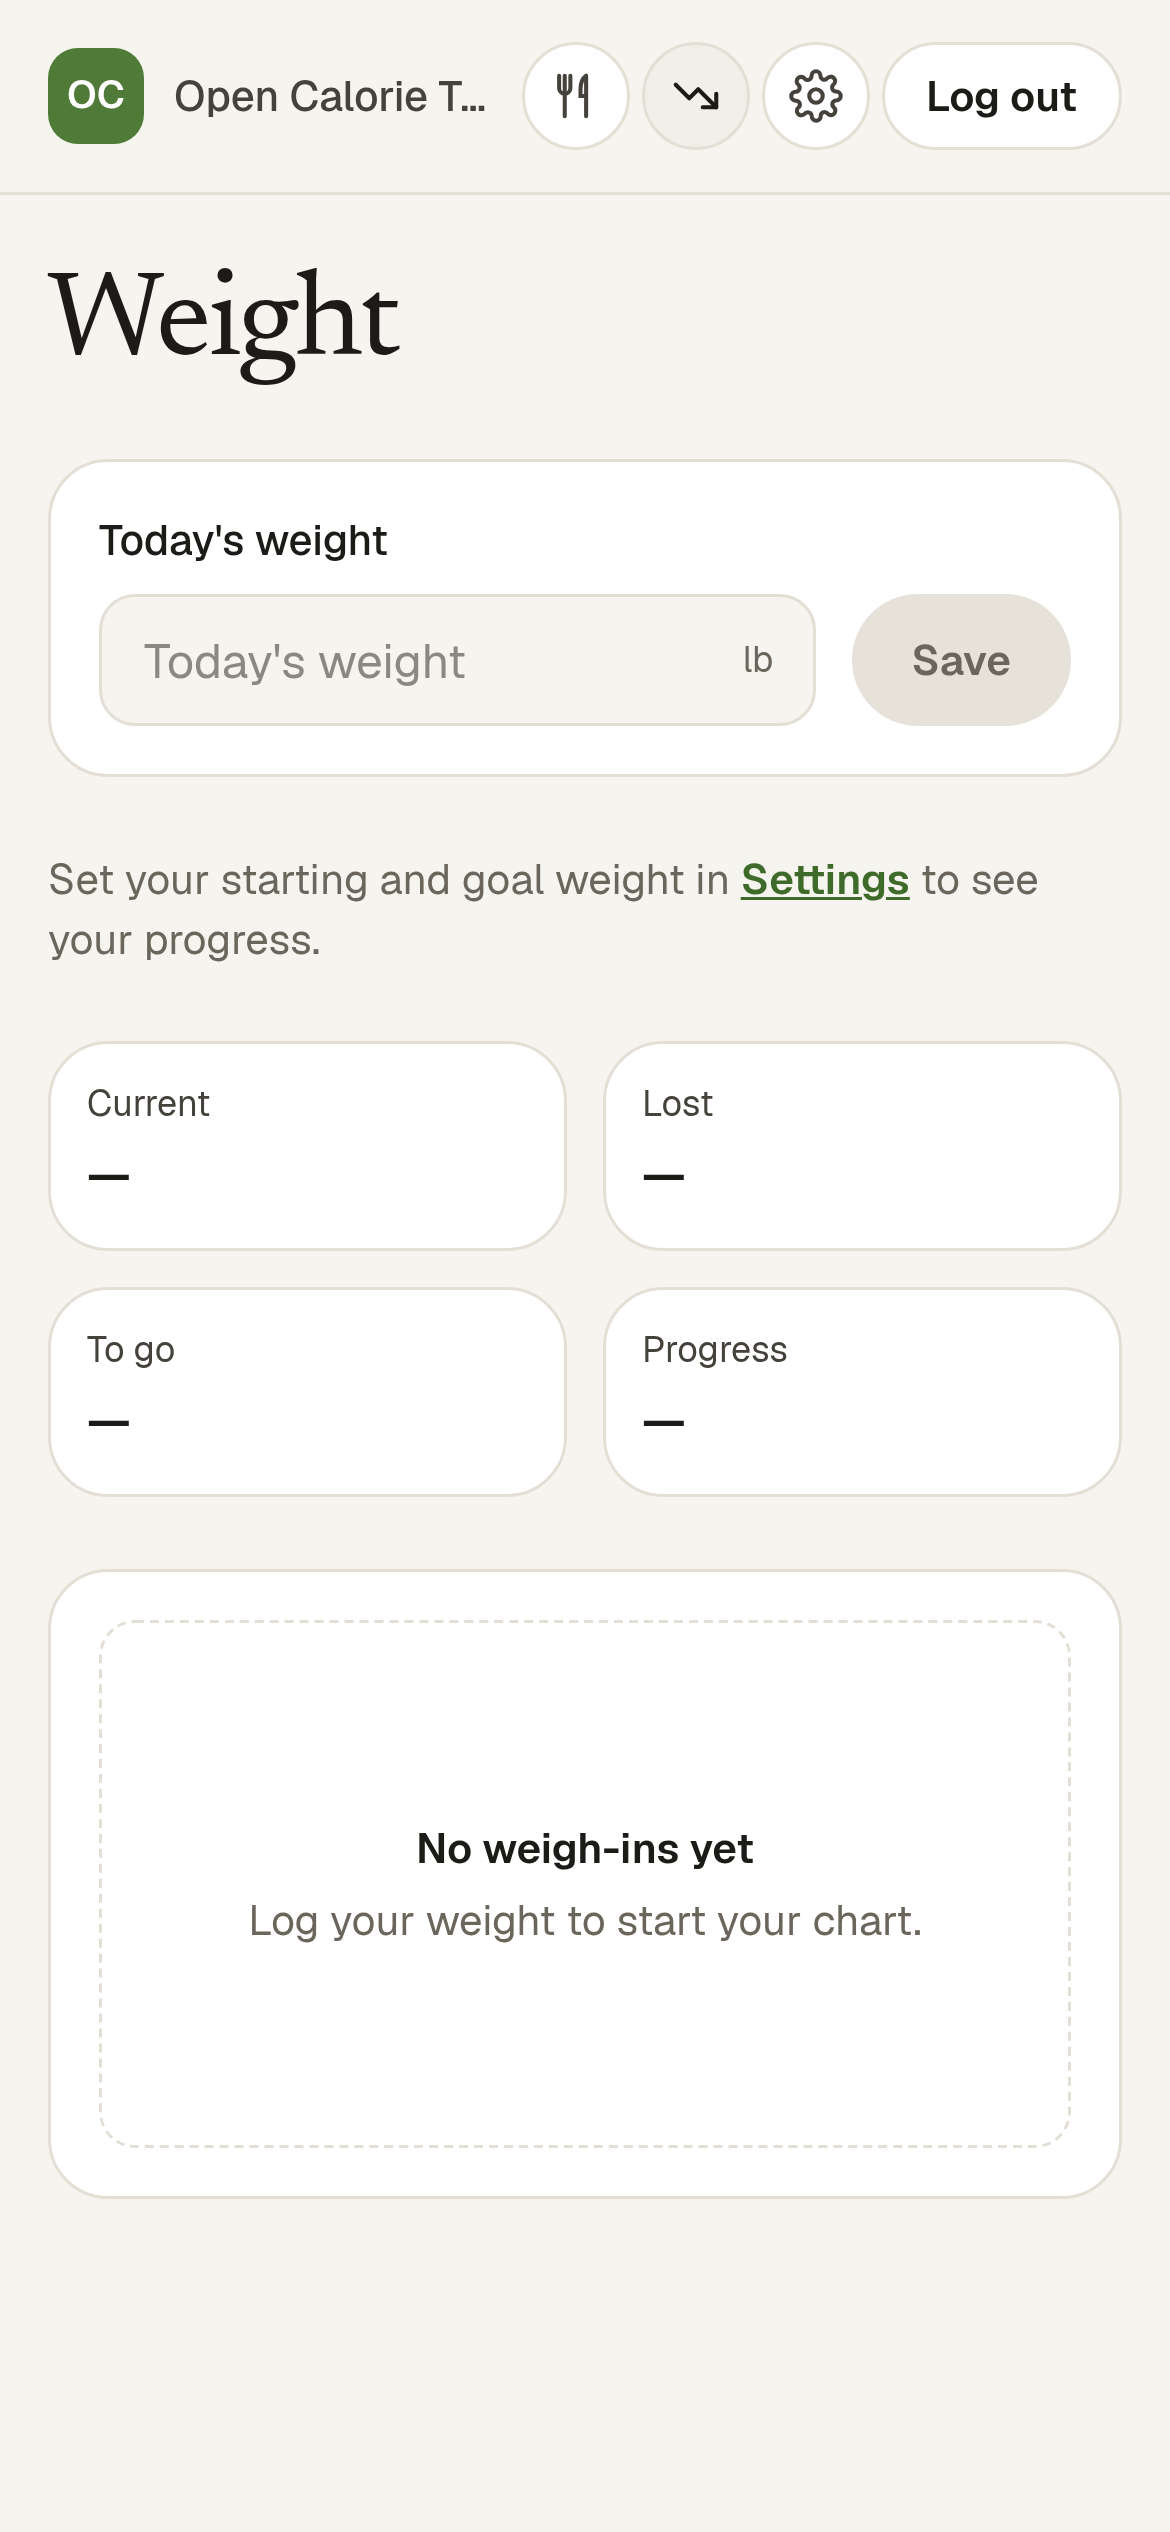 OC
Open Calorie T...
Log out
Weight
Today's weight
Today's weight
lb
Save
Set your starting and goal weight in Settings to see
your progress.
Current
—
Lost
—
To go
—
Progress
—
No weigh-ins yet
Log your weight to start your chart.